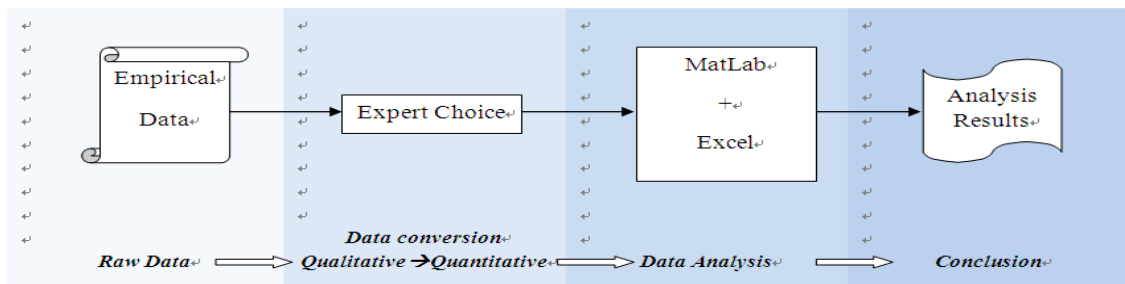 Empirical
Data
Expert Choice
MatLab
+
Excel
Analysis
Results
Raw Data
Data conversion
Qualitative → Quantitative
Data Analysis
Conclusion